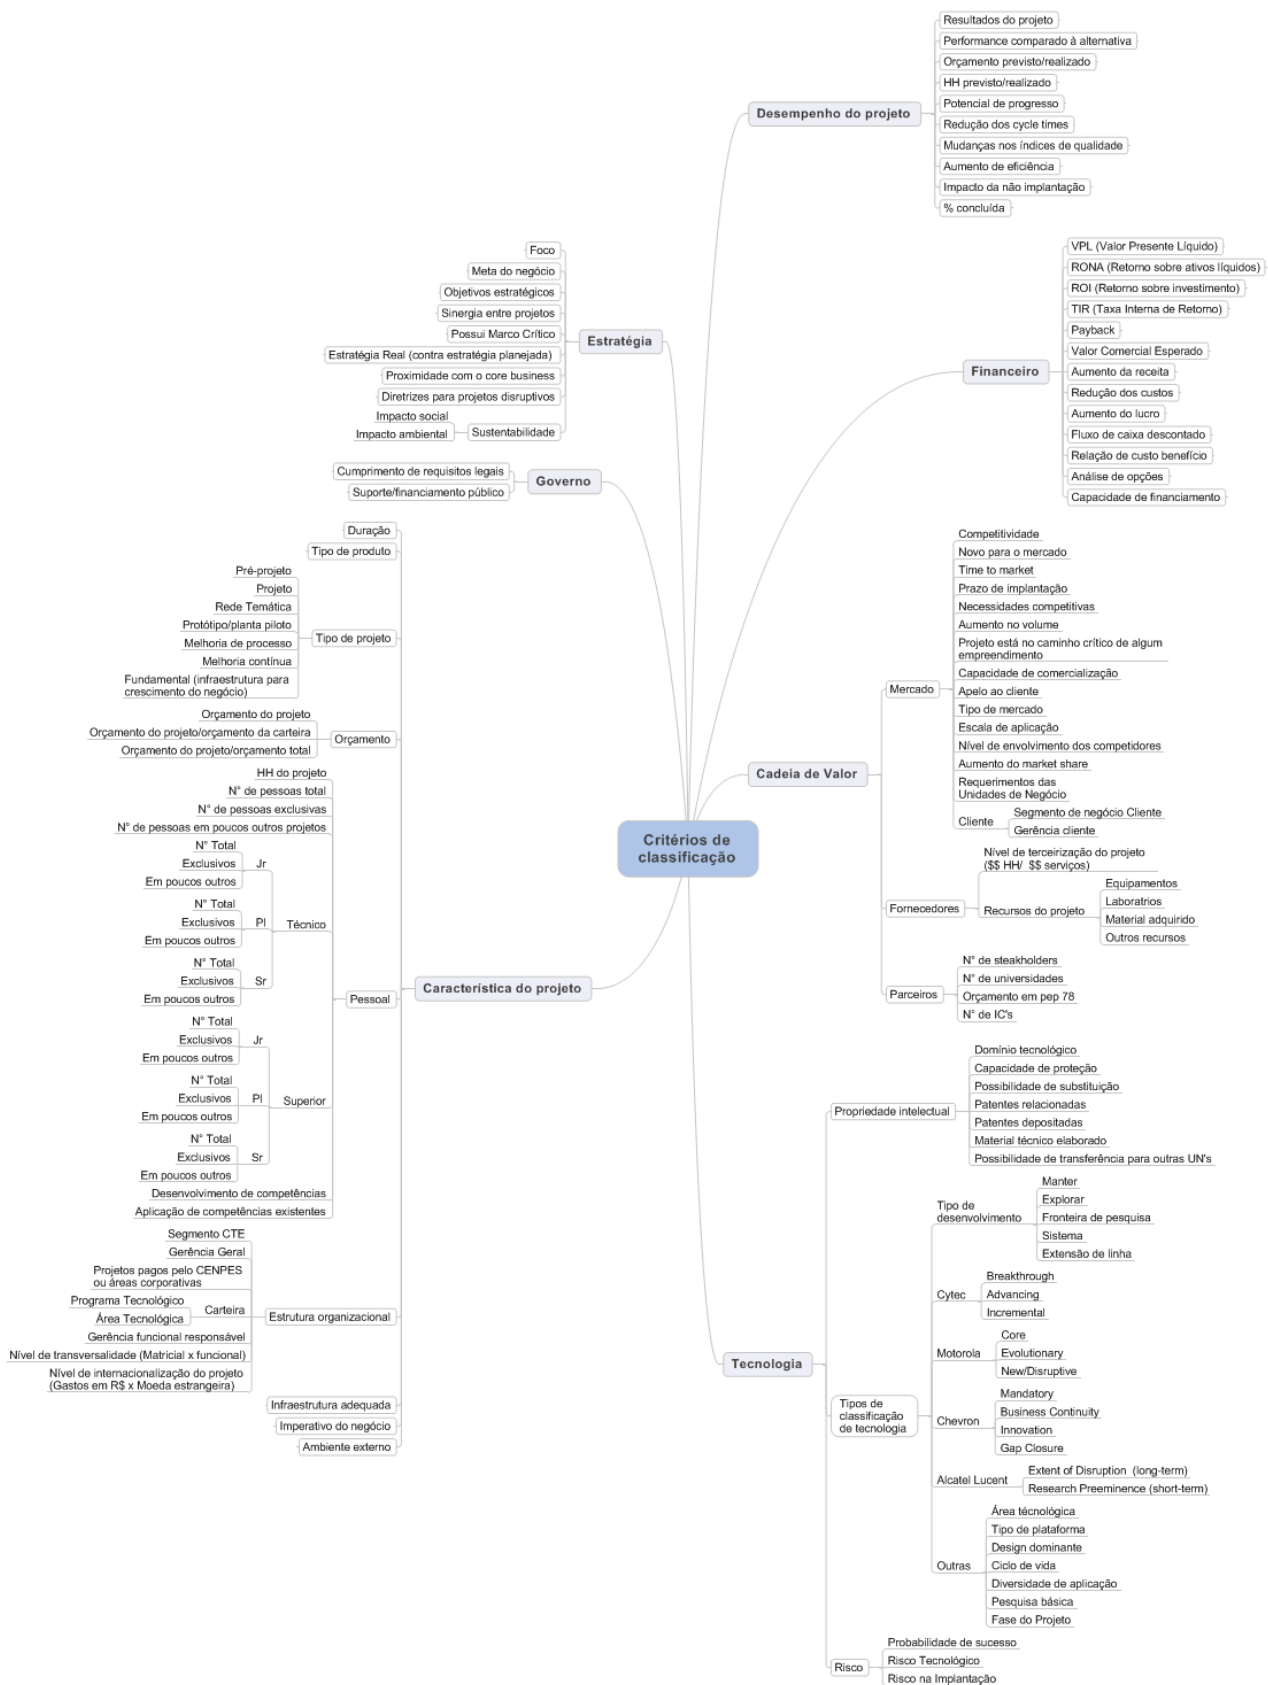 Critérios de
classificação
Desempenho do projeto
Resultados do projeto
Performance comparado à alternativa
Orçamento previsto/realizado
HH previsto/realizado
Potencial de progresso
Redução dos cycle times
Mudanças nos índices de qualidade
Aumento de eficiência
Impacto da não implantação
% concluída
Financeiro
VPL (Valor Presente Líquido)
RONA (Retorno sobre ativos líquidos)
ROI (Retorno sobre investimento)
TIR (Taxa Interna de Retorno)
Payback
Valor Comercial Esperado
Aumento da receita
Redução dos custos
Aumento do lucro
Fluxo de caixa descontado
Relação de custo benefício
Análise de opções
Capacidade de financiamento
Cadeia de Valor
Mercado
Competitividade
Novo para o mercado
Time to market
Prazo de implantação
Necessidades competitivas
Aumento no volume
Projeto está no caminho crítico de algum
empreendimento
Capacidade de comercialização
Apelo ao cliente
Tipo de mercado
Escala de aplicação
Nível de envolvimento dos competidores
Aumento do market share
Requerimentos das
Unidades de Negócio
Cliente
Segmento de negócio Cliente
Gerência cliente
Fornecedores
Nível de terceirização do projeto
($$ HH/ $$ serviços)
Recursos do projeto
Equipamentos
Laboratrios
Material adquirido
Outros recursos
Parceiros
N° de steakholders
N° de universidades
Orçamento em pep 78
N° de IC's
Tecnologia
Propriedade intelectual
Domínio tecnológico
Capacidade de proteção
Possibilidade de substituição
Patentes relacionadas
Patentes depositadas
Material técnico elaborado
Possibilidade de transferência para outras UN's
Tipos de
classificação
de tecnologia
Tipo de
desenvolvimento
Manter
Explorar
Fronteira de pesquisa
Sistema
Extensão de linha
Cytec
Breakthrough
Advancing
Incremental
Motorola
Core
Evolutionary
New/Disruptive
Chevron
Mandatory
Business Continuity
Innovation
Gap Closure
Alcatel Lucent
Extent of Disruption (long-term)
Research Preeminence (short-term)
Outras
Área técnológica
Tipo de plataforma
Design dominante
Ciclo de vida
Diversidade de aplicação
Pesquisa básica
Fase do Projeto
Risco
Probabilidade de sucesso
Risco Tecnológico
Risco na Implantação
Estratégia
Foco
Meta do negócio
Objetivos estratégicos
Sinergia entre projetos
Possui Marco Crítico
Estratégia Real (contra estratégia planejada)
Proximidade com o core business
Diretrizes para projetos disruptivos
Sustentabilidade
Impacto social
Impacto ambiental
Governo
Cumprimento de requisitos legais
Suporte/financiamento público
Característica do projeto
Duração
Tipo de produto
Tipo de projeto
Pré-projeto
Projeto
Rede Temática
Protótipo/planta piloto
Melhoria de processo
Melhoria contínua
Fundamental (infraestrutura para
crescimento do negócio)
Orçamento
Orçamento do projeto
Orçamento do projeto/orçamento da carteira
Orçamento do projeto/orçamento total
Pessoal
HH do projeto
N° de pessoas total
N° de pessoas exclusivas
N° de pessoas em poucos outros projetos
Técnico
Jr
N° Total
Exclusivos
Em poucos outros
Pl
N° Total
Exclusivos
Em poucos outros
Sr
N° Total
Exclusivos
Em poucos outros
Superior
Jr
N° Total
Exclusivos
Em poucos outros
Pl
N° Total
Exclusivos
Em poucos outros
Sr
N° Total
Exclusivos
Em poucos outros
Desenvolvimento de competências
Aplicação de competências existentes
Estrutura organizacional
Segmento CTE
Gerência Geral
Projetos pagos pelo CENPES
ou áreas corporativas
Carteira
Programa Tecnológico
Área Tecnológica
Gerência funcional responsável
Nível de transversalidade (Matricial x funcional)
Nível de internacionalização do projeto
(Gastos em R$ x Moeda estrangeira)
Infraestrutura adequada
Imperativo do negócio
Ambiente externo